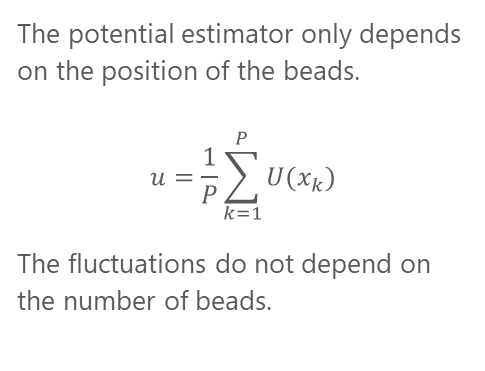 The potential estimator only depends
on the position of the beads.
u = 1/P ∑_{k=1}^{P} U(x_k)
The fluctuations do not depend on
the number of beads.